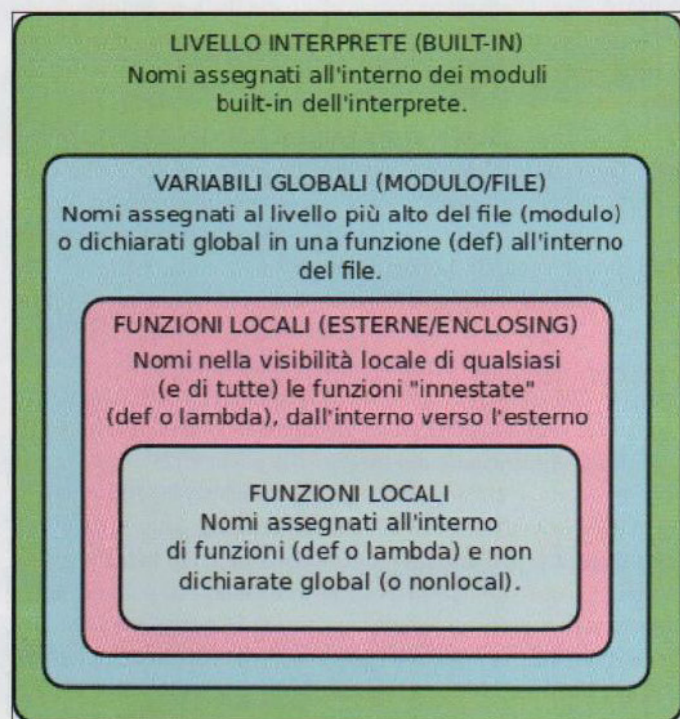 LIVELLO INTERPRETE (BUILT-IN)
Nomi assegnati all'interno dei moduli
built-in dell'interprete.
VARIABILI GLOBALI (MODULO/FILE)
Nomi assegnati al livello più alto del file (modulo)
o dichiarati global in una funzione (def) all'interno
del file.
FUNZIONI LOCALI (ESTERNE/ENCLOSING)
Nomi nella visibilità locale di qualsiasi
(e di tutte) le funzioni "innestate"
(def o lambda), dall'interno verso l'esterno
FUNZIONI LOCALI
Nomi assegnati all'interno
di funzioni (def o lambda) e non
dichiarate global (o nonlocal).